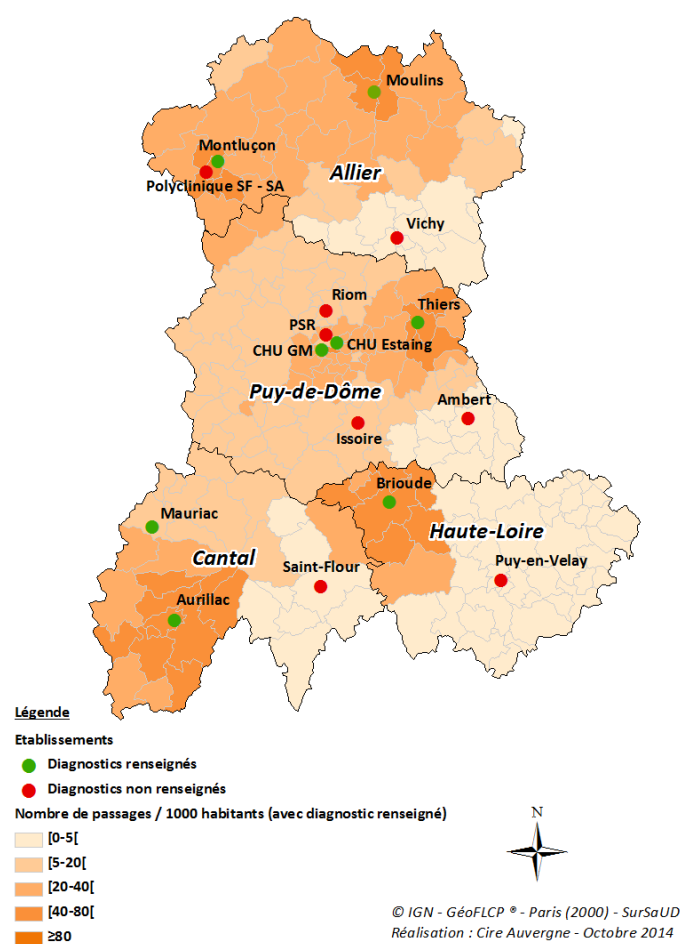 Moulins
Montluçon
Polyclinique SF - SA
Allier
Vichy
Riom
Thiers
PSR
CHU Estaing
CHU GM
Puy-de-Dôme
Ambert
Issoire
Brioude
Mauriac
Haute-Loire
Cantal
Saint-Flour
Puy-en-Velay
Aurillac
Légende
Etablissements
Diagnostics renseignés
Diagnostics non renseignés
Nombre de passages / 1000 habitants (avec diagnostic renseigné)
[0-5[
[5-20[
[20-40[
[40-80[
≥80
N
© IGN - GéoFLCP ® - Paris (2000) - SurSaUD
Réalisation : Cire Auvergne - Octobre 2014